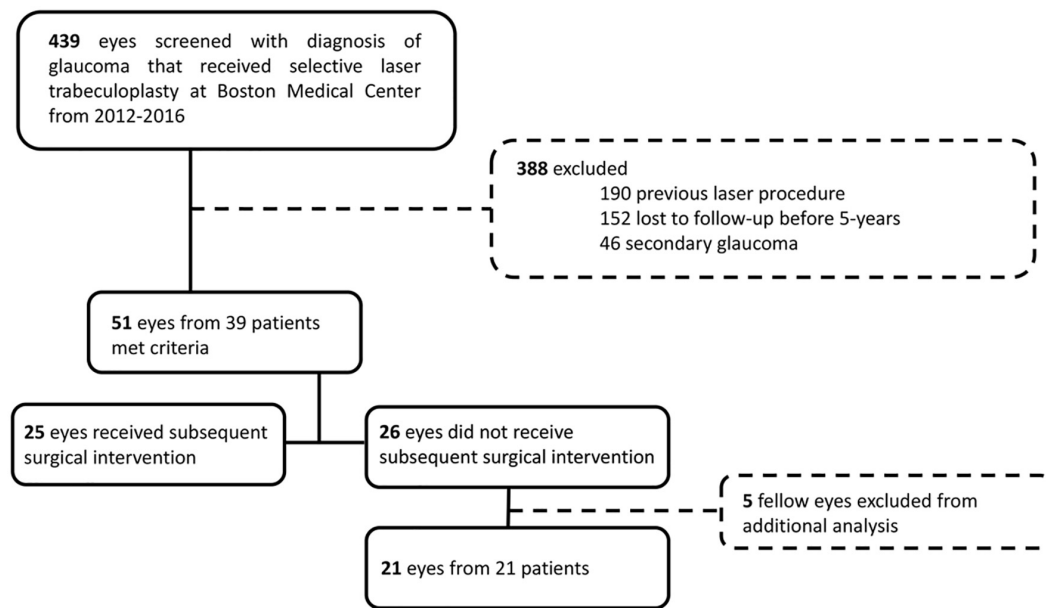 439 eyes screened with diagnosis of
glaucoma that received selective laser
trabeculoplasty at Boston Medical Center
from 2012-2016
388 excluded
190 previous laser procedure
152 lost to follow-up before 5-years
46 secondary glaucoma
51 eyes from 39 patients
met criteria
25 eyes received subsequent
surgical intervention
26 eyes did not receive
subsequent surgical intervention
5 fellow eyes excluded from
additional analysis
21 eyes from 21 patients